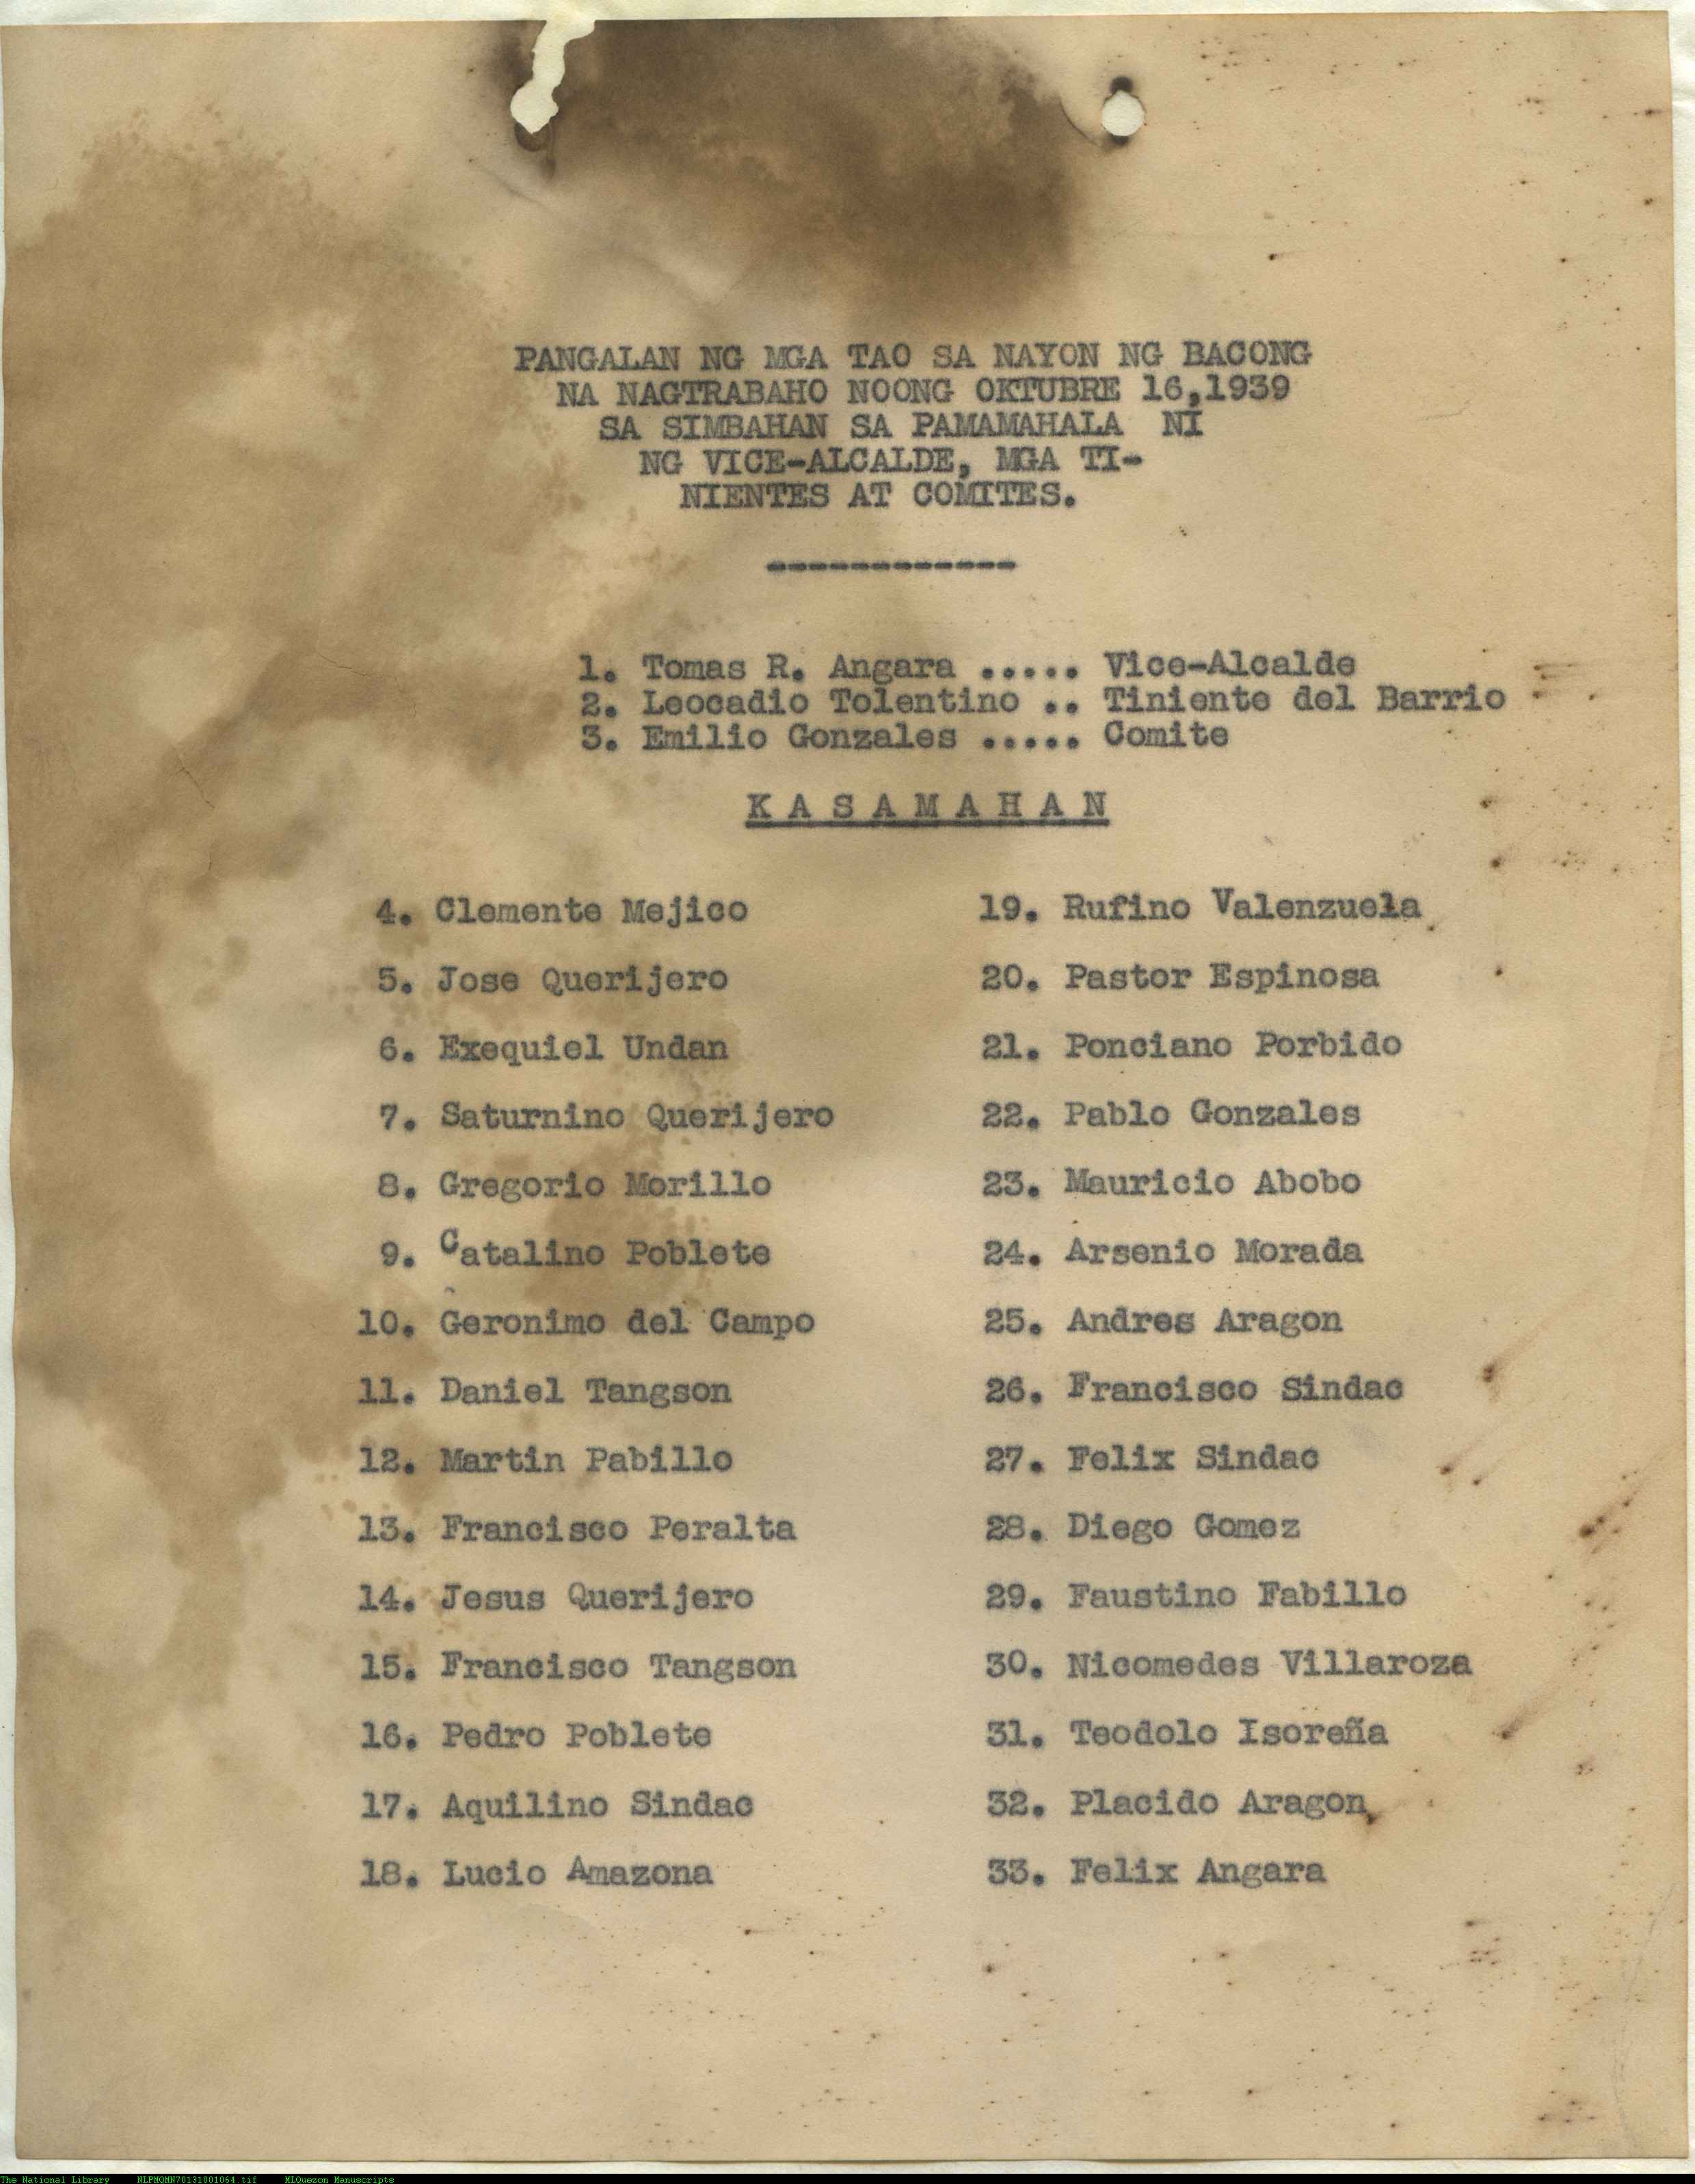 PANGALAN NG MGA TAO SA NAYON NG BACONG
NA NAGTRABAHO NOONG OKTUBRE 16,1939
SA SIMBAHAN SA PAMAMAHALA NI
NG VICE-ALCALDE, MGA TI-
NIENTES AT COMITES.
------------
1. Tomas R. Angara ..... Vice-Alcalde
2. Leocadio Tolentino .. Tiniente del Barrio
3. Emilio Gonzales ..... Comite
K A S A M A H A N
4. Clemente Mejico
5. Jose Querijero
6. Exequiel Undan
7. Saturnino Querijero
8. Gregorio Morillo
9. Catalino Poblete
10. Geronimo del Campo
11. Daniel Tangson
12. Martin Pabillo
13. Francisco Peralta
14. Jesus Querijero
15. Francisco Tangson
16. Pedro Poblete
17. Aquilino Sindac
18. Lucio Amazona
19. Rufino Valenzuela
20. Pastor Espinosa
21. Ponciano Porbido
22. Pablo Gonzales
23. Mauricio Abobo
24. Arsenio Morada
25. Andres Aragon
26. Francisco Sindac
27. Felix Sindac
28. Diego Gomez
29. Faustino Fabillo
30. Nicomedes Villaroza
31. Teodolo Isoreña
32. Placido Aragon
33. Felix Angara
The National Library NLPMQMN70131001064.tif MLQuezon Manuscripts